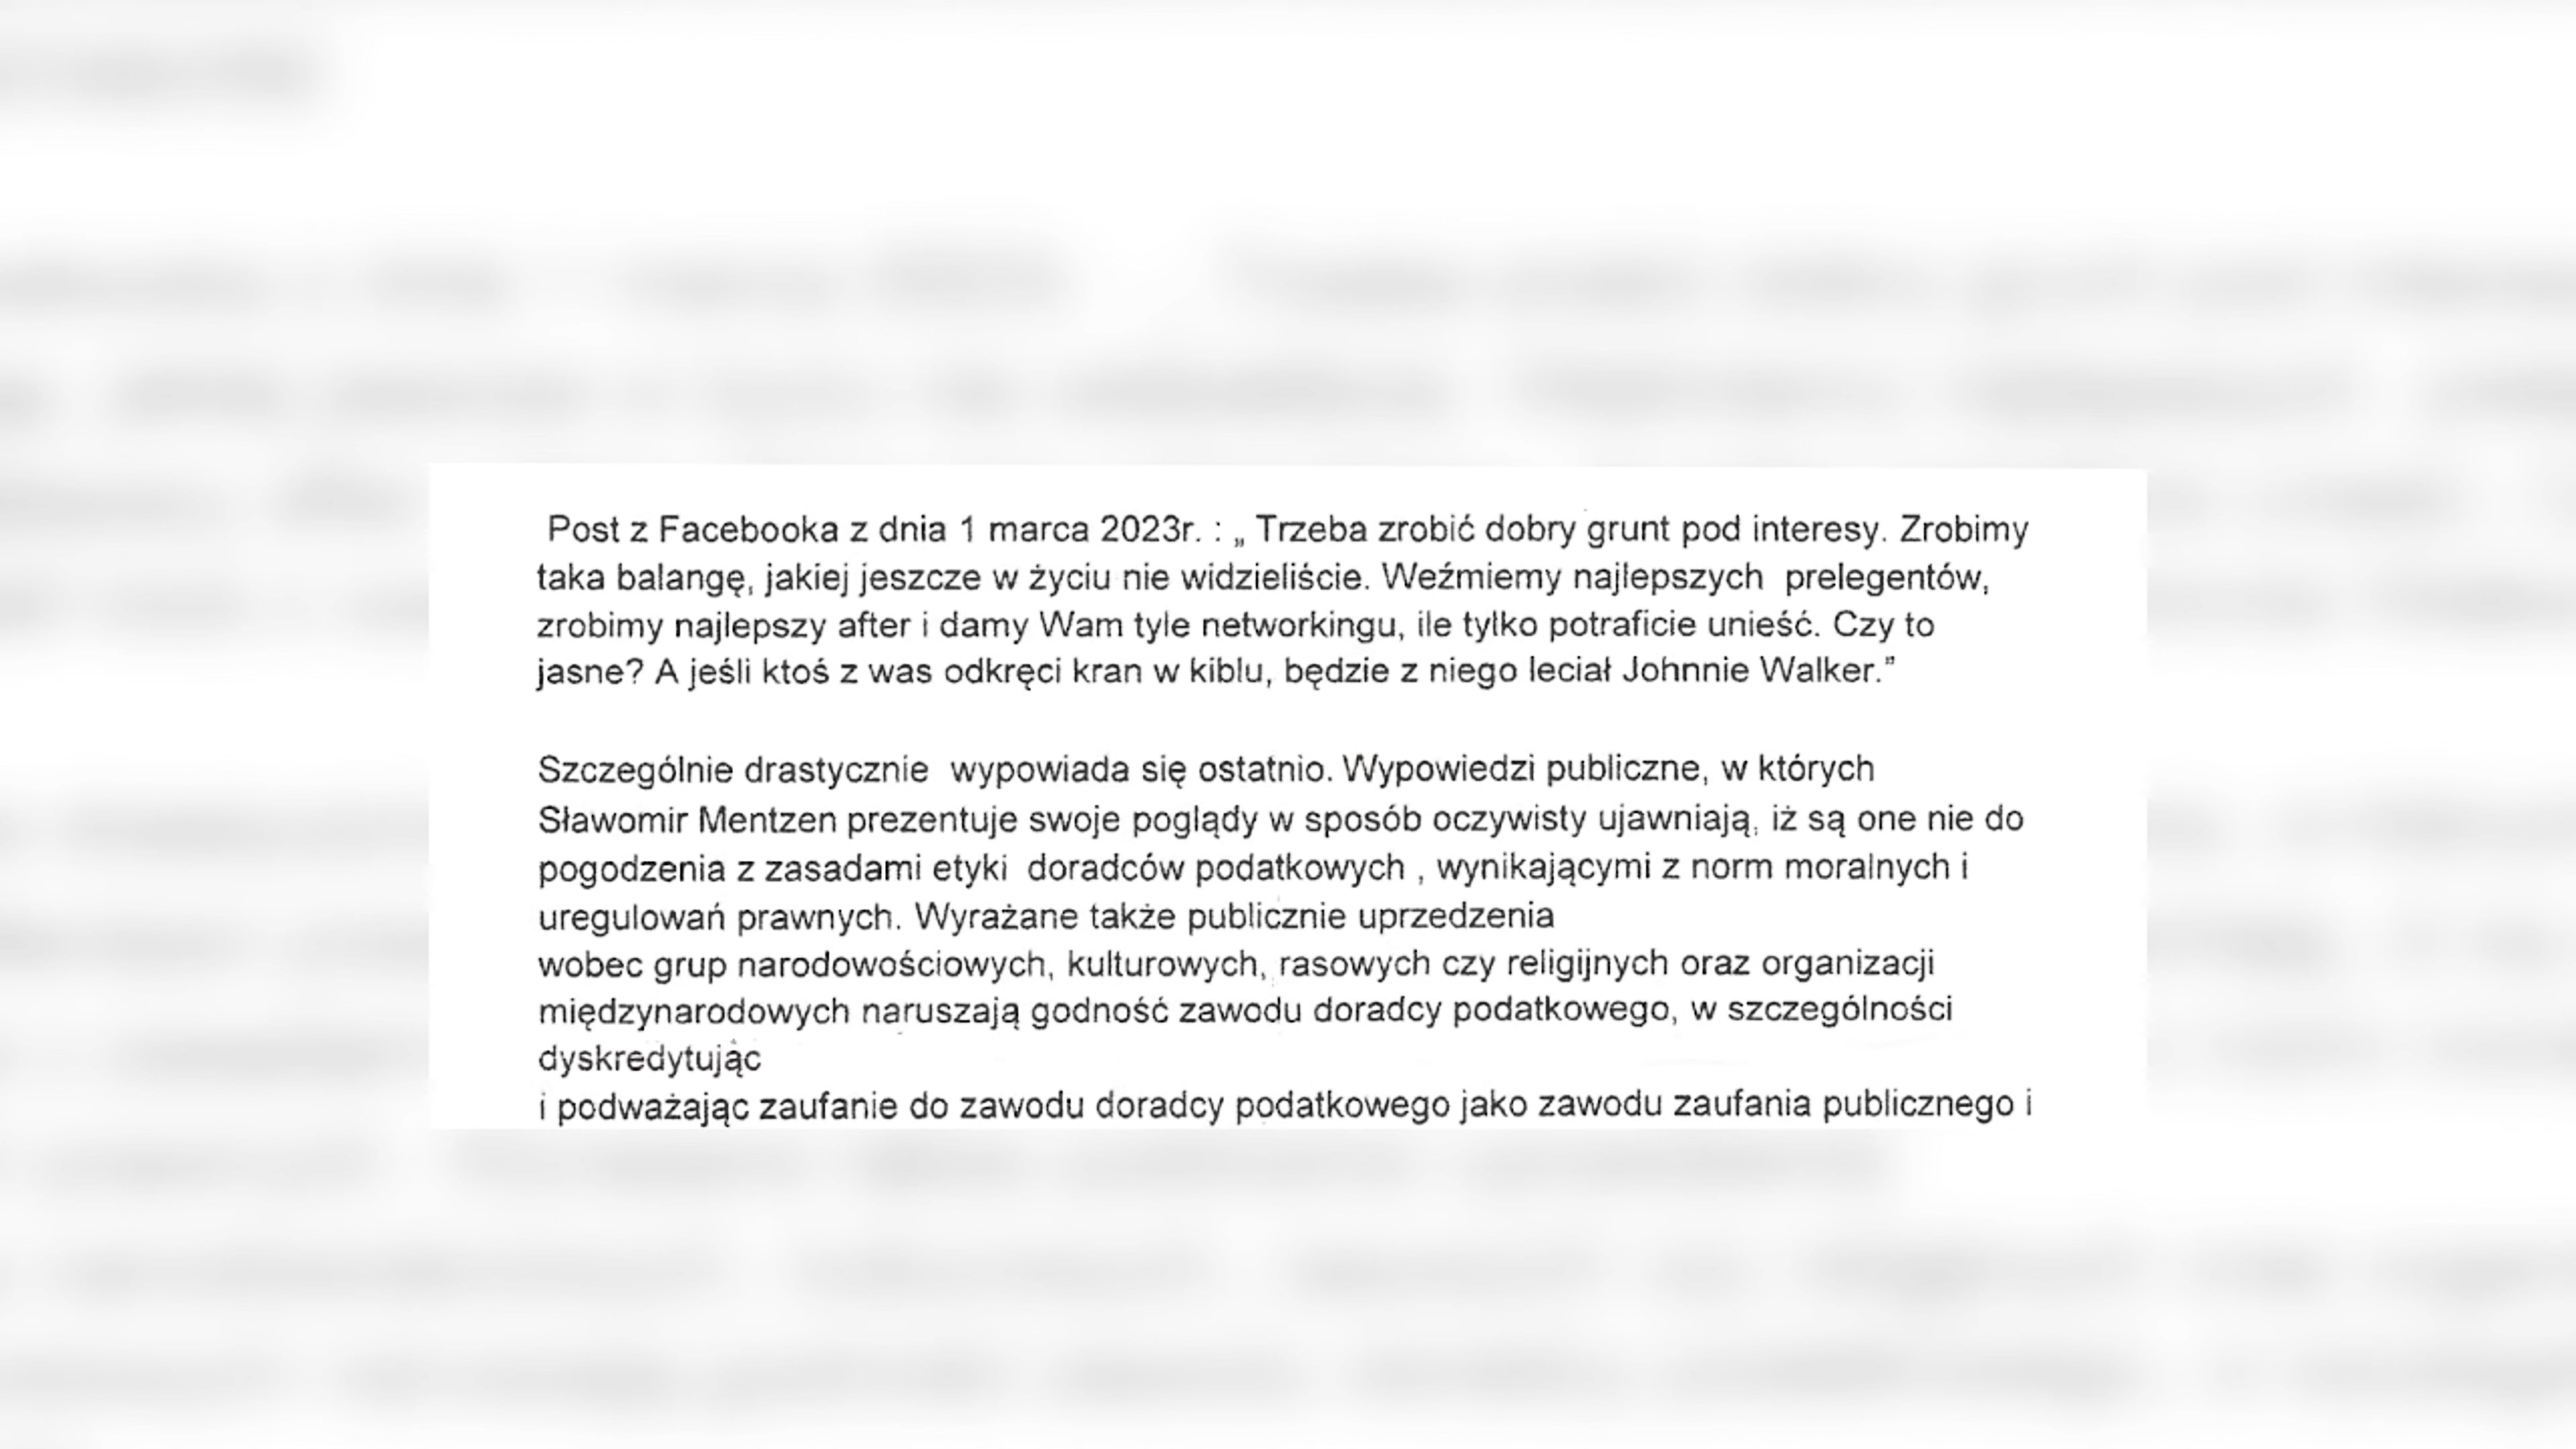 Post z Facebooka z dnia 1 marca 2023r. : „ Trzeba zrobić dobry grunt pod interesy. Zrobimy
taka balangę, jakiej jeszcze w życiu nie widzieliście. Weźmiemy najlepszych prelegentów,
zrobimy najlepszy after i damy Wam tyle networkingu, ile tylko potraficie unieść. Czy to
jasne? A jeśli ktoś z was odkręci kran w kiblu, będzie z niego leciał Johnnie Walker."
Szczególnie drastycznie wypowiada się ostatnio. Wypowiedzi publiczne, w których
Sławomir Mentzen prezentuje swoje poglądy w sposób oczywisty ujawniają, iż są one nie do
pogodzenia z zasadami etyki doradców podatkowych , wynikającymi z norm moralnych i
uregulowań prawnych. Wyrażane także publicznie uprzedzenia
wobec grup narodowościowych, kulturowych, rasowych czy religijnych oraz organizacji
międzynarodowych naruszają godność zawodu doradcy podatkowego, w szczególności
dyskredytując
i podważając zaufanie do zawodu doradcy podatkowego jako zawodu zaufania publicznego i